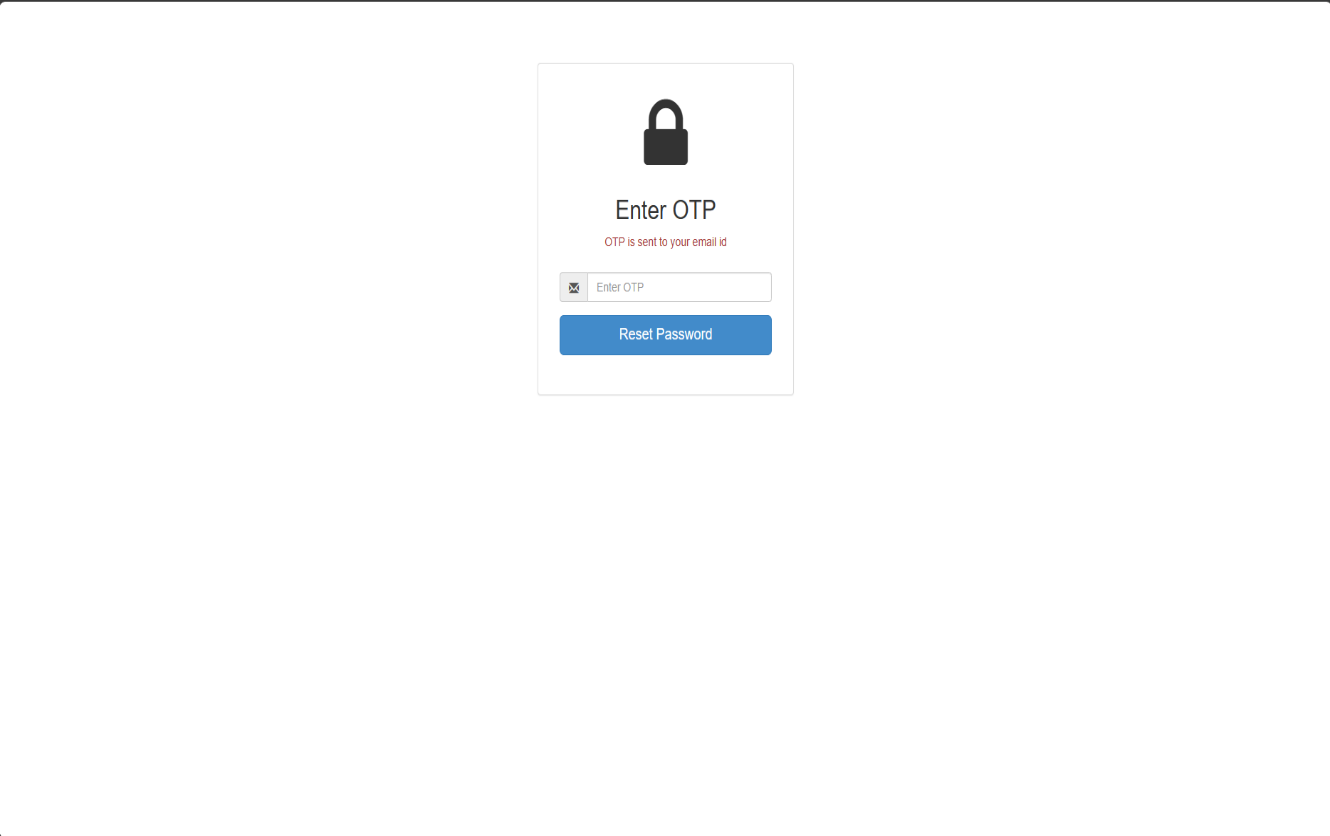 Enter OTP
OTP is sent to your email id
Enter OTP
Reset Password